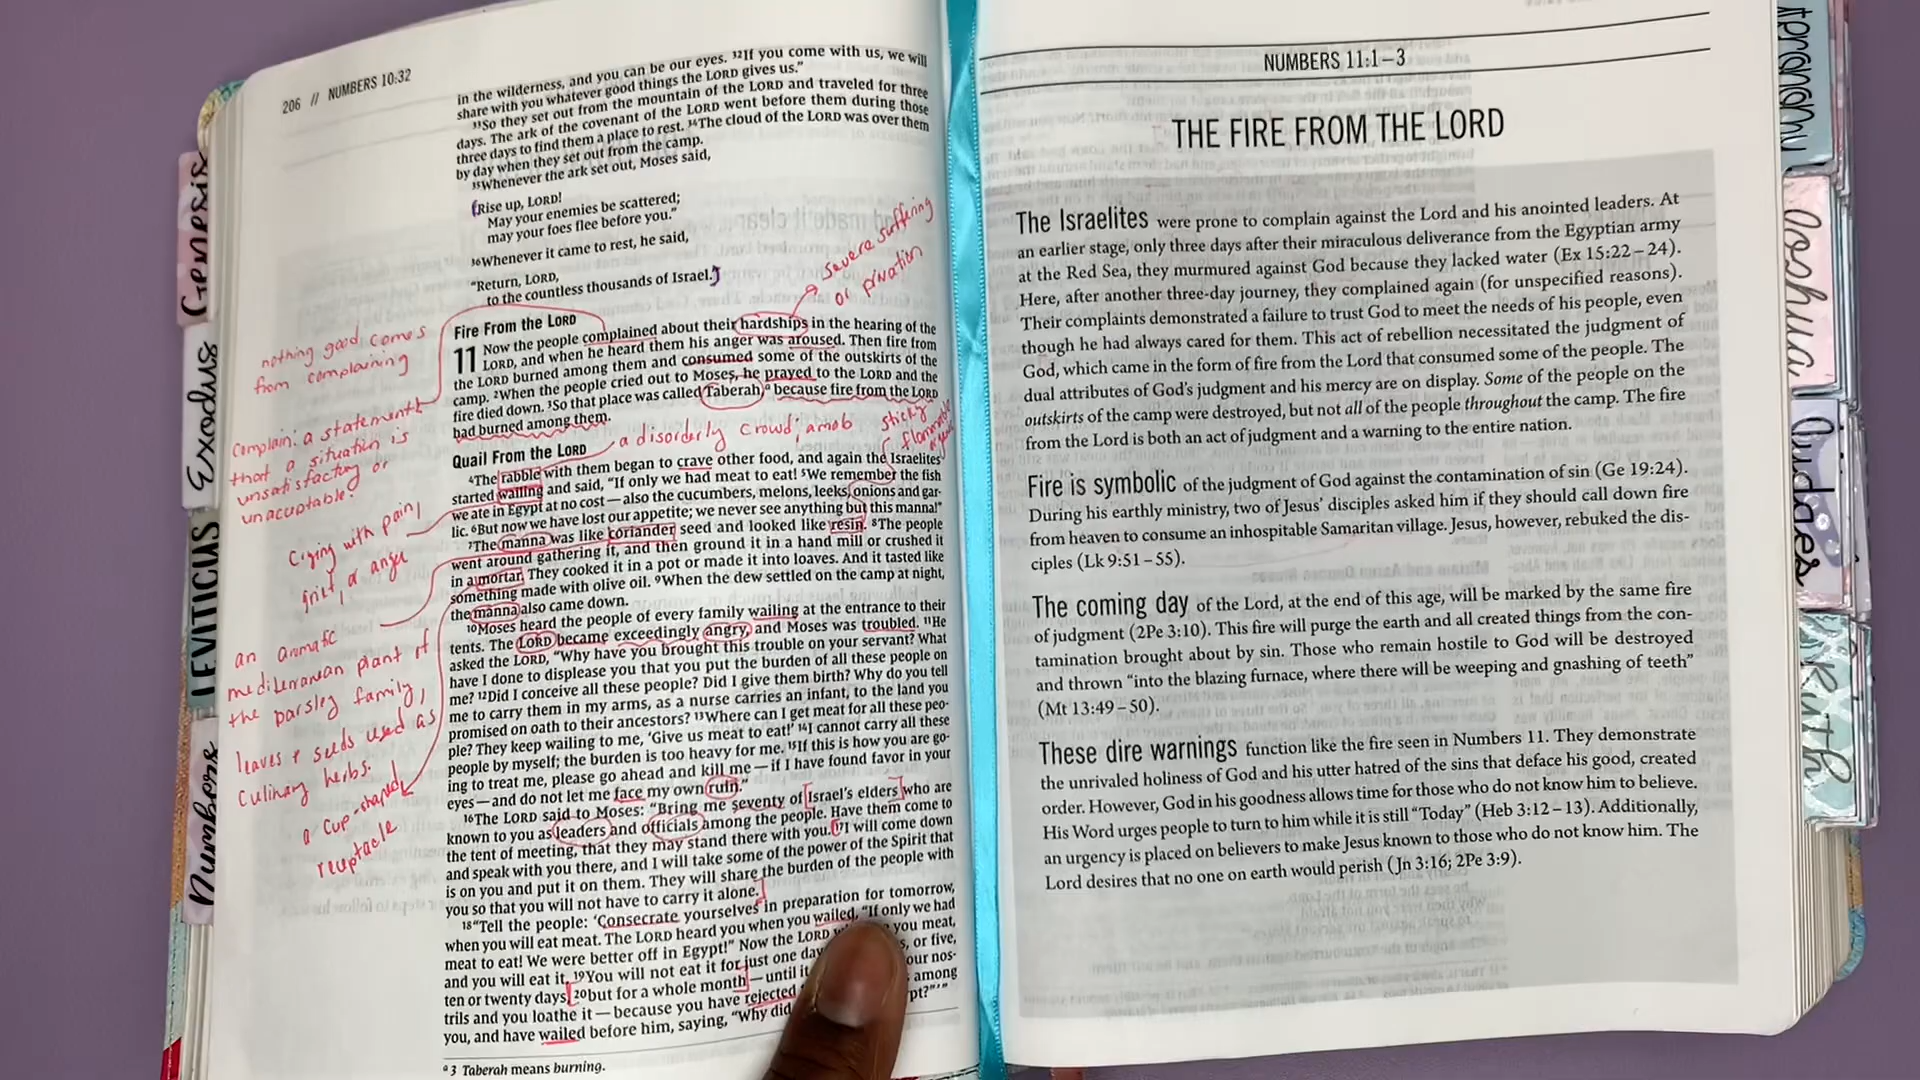 206 // NUMBERS 10:32
in the wilderness, and you can be our eyes. 32If you come with us, we will
share with you whatever good things the LORD gives us."
33So they set out from the mountain of the LORD and traveled for three
days. The ark of the covenant of the LORD went before them during those
three days to find them a place to rest. 34The cloud of the LORD was over them
by day when they set out from the camp.
35Whenever the ark set out, Moses said,
"Rise up, LORD!
May your enemies be scattered;
may your foes flee before you."
36Whenever it came to rest, he said,
"Return, LORD,
to the countless thousands of Israel."
severe suffering
or privation
Fire From the LORD
11 Now the people complained about their hardships in the hearing of the
LORD, and when he heard them his anger was aroused. Then fire from
the LORD burned among them and consumed some of the outskirts of the
camp. 2When the people cried out to Moses, he prayed to the LORD and the
fire died down. 3So that place was called Taberah,a because fire from the LORD
had burned among them.
Quail From the LORD
a disorderly crowd; a mob
sticky
flammable
4The rabble with them began to crave other food, and again the Israelites
started wailing and said, "If only we had meat to eat! 5We remember the fish
we ate in Egypt at no cost — also the cucumbers, melons, leeks, onions and gar-
lic. 6But now we have lost our appetite; we never see anything but this manna!"
7The manna was like coriander seed and looked like resin. 8The people
went around gathering it, and then ground it in a hand mill or crushed it
in a mortar. They cooked it in a pot or made it into loaves. And it tasted like
something made with olive oil. 9When the dew settled on the camp at night,
the manna also came down.
10Moses heard the people of every family wailing at the entrance to their
tents. The LORD became exceedingly angry, and Moses was troubled. 11He
asked the LORD, "Why have you brought this trouble on your servant? What
have I done to displease you that you put the burden of all these people on
me? 12Did I conceive all these people? Did I give them birth? Why do you tell
me to carry them in my arms, as a nurse carries an infant, to the land you
promised on oath to their ancestors? 13Where can I get meat for all these peo-
ple? They keep wailing to me, 'Give us meat to eat!' 14I cannot carry all these
people by myself; the burden is too heavy for me. 15If this is how you are go-
ing to treat me, please go ahead and kill me — if I have found favor in your
eyes — and do not let me face my own ruin."
16The LORD said to Moses: "Bring me seventy of Israel's elders who are
known to you as leaders and officials among the people. Have them come to
the tent of meeting, that they may stand there with you. 17I will come down
and speak with you there, and I will take some of the power of the Spirit that
is on you and put it on them. They will share the burden of the people with
you so that you will not have to carry it alone.
18"Tell the people: 'Consecrate yourselves in preparation for tomorrow,
when you will eat meat. The LORD heard you when you wailed, "If only we had
meat to eat! We were better off in Egypt!" Now the LORD you meat,
and you will eat it. 19You will not eat it for just one day or five,
ten or twenty days, 20but for a whole month — until it our nos-
trils and you loathe it — because you have rejected among
you, and have wailed before him, saying, "Why did pt?"'"
a 3 Taberah means burning.
nothing good comes
from complaining
complain: a statement
that a situation is
unsatisfactory or
unacuptable.
Crying with pain,
grief, or anger
an aromatic
mediterranean plant of
the parsley family,
leaves + seeds used as
culinary herbs.
a cup-shaped
receptacle
Genesis
Exodus
LEVITICUS
Numbers
NUMBERS 11:1–3
THE FIRE FROM THE LORD
The Israelites were prone to complain against the Lord and his anointed leaders. At
an earlier stage, only three days after their miraculous deliverance from the Egyptian army
at the Red Sea, they murmured against God because they lacked water (Ex 15:22–24).
Here, after another three-day journey, they complained again (for unspecified reasons).
Their complaints demonstrated a failure to trust God to meet the needs of his people, even
though he had always cared for them. This act of rebellion necessitated the judgment of
God, which came in the form of fire from the Lord that consumed some of the people. The
dual attributes of God's judgment and his mercy are on display. Some of the people on the
outskirts of the camp were destroyed, but not all of the people throughout the camp. The fire
from the Lord is both an act of judgment and a warning to the entire nation.
Fire is symbolic of the judgment of God against the contamination of sin (Ge 19:24).
During his earthly ministry, two of Jesus' disciples asked him if they should call down fire
from heaven to consume an inhospitable Samaritan village. Jesus, however, rebuked the dis-
ciples (Lk 9:51–55).
The coming day of the Lord, at the end of this age, will be marked by the same fire
of judgment (2Pe 3:10). This fire will purge the earth and all created things from the con-
tamination brought about by sin. Those who remain hostile to God will be destroyed
and thrown "into the blazing furnace, where there will be weeping and gnashing of teeth"
(Mt 13:49–50).
These dire warnings function like the fire seen in Numbers 11. They demonstrate
the unrivaled holiness of God and his utter hatred of the sins that deface his good, created
order. However, God in his goodness allows time for those who do not know him to believe.
His Word urges people to turn to him while it is still "Today" (Heb 3:12–13). Additionally,
an urgency is placed on believers to make Jesus known to those who do not know him. The
Lord desires that no one on earth would perish (Jn 3:16; 2Pe 3:9).
teronomy
Joshua
Judges
Ruth